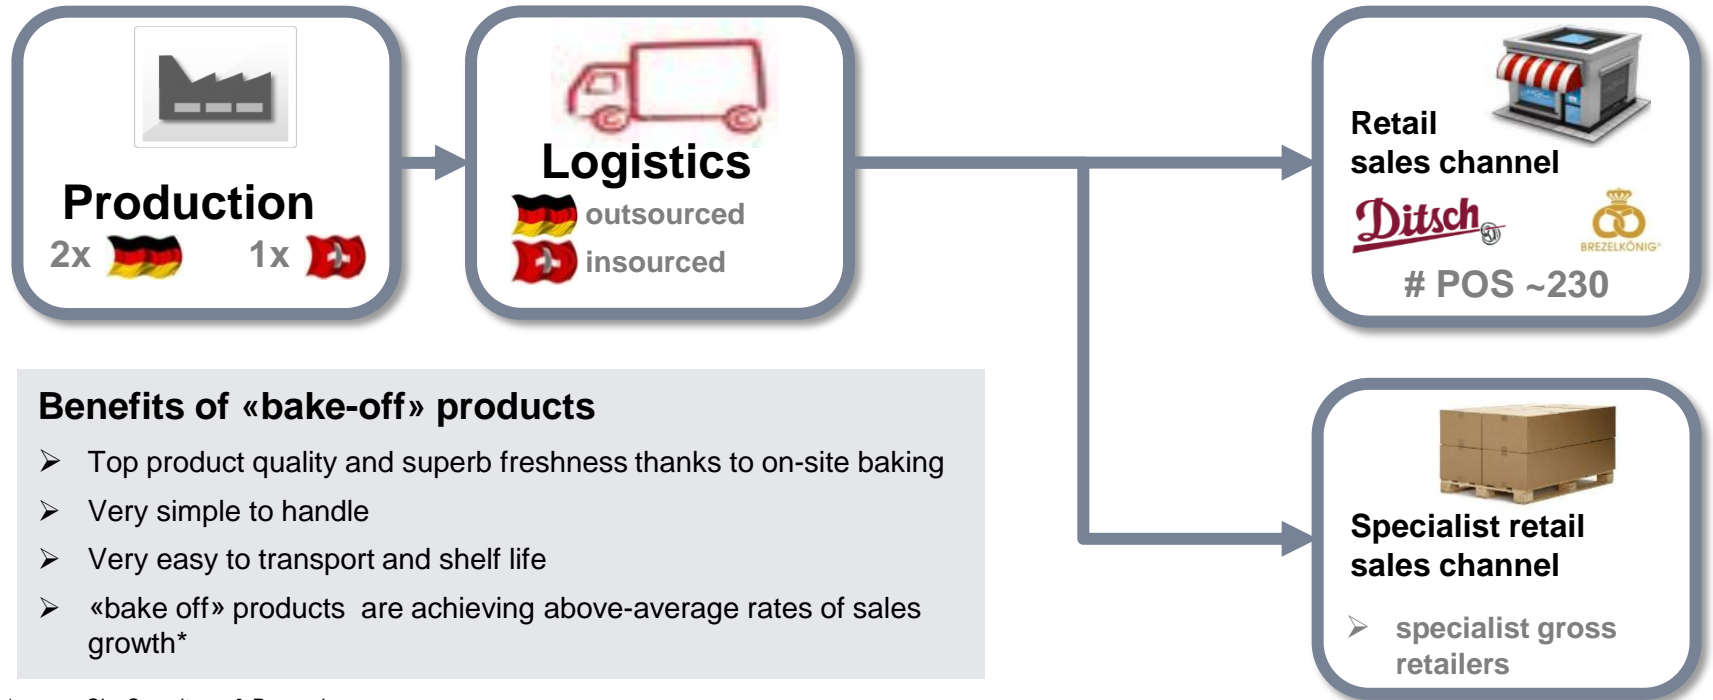 Production
2x 1x
Logistics
outsourced
insourced
Retail
sales channel
Ditsch
BREZELKÖNIG
# POS ~230
Benefits of «bake-off» products
➢ Top product quality and superb freshness thanks to on-site baking
➢ Very simple to handle
➢ Very easy to transport and shelf life
➢ «bake off» products are achieving above-average rates of sales
growth*
Specialist retail
sales channel
➢ specialist gross
retailers